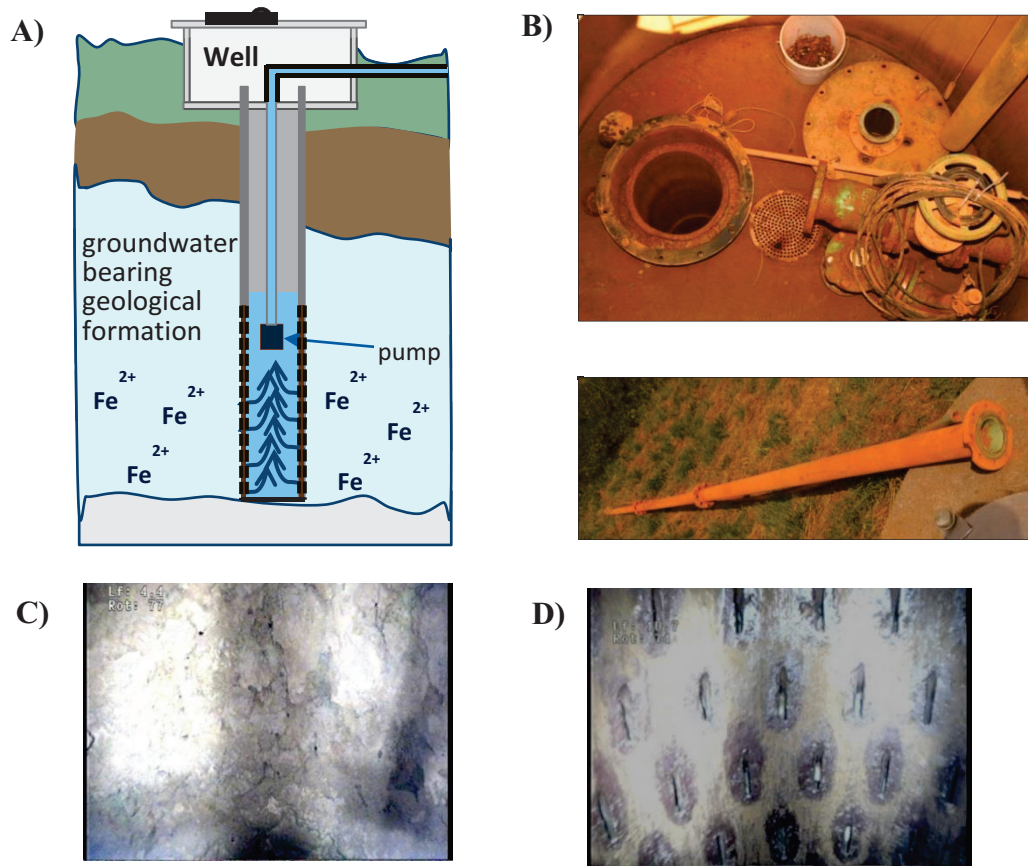 A)
Well
groundwater
bearing
geological
formation
pump
Fe2+
Fe2+
Fe2+
Fe2+
Fe2+
Fe2+
B)
C)
Lf: 4.4.
Rot: 77
D)